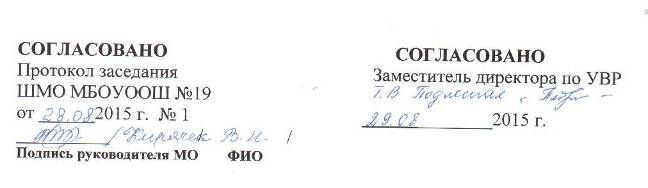 СОГЛАСОВАНО
Протокол заседания
ШМО МБОУООШ №19
от 28.08 2015 г. № 1
/ Кирячек В.Н. /
Подпись руководителя МО ФИО
СОГЛАСОВАНО
Заместитель директора по УВР
Т.В Подлесная
29.08 2015 г.